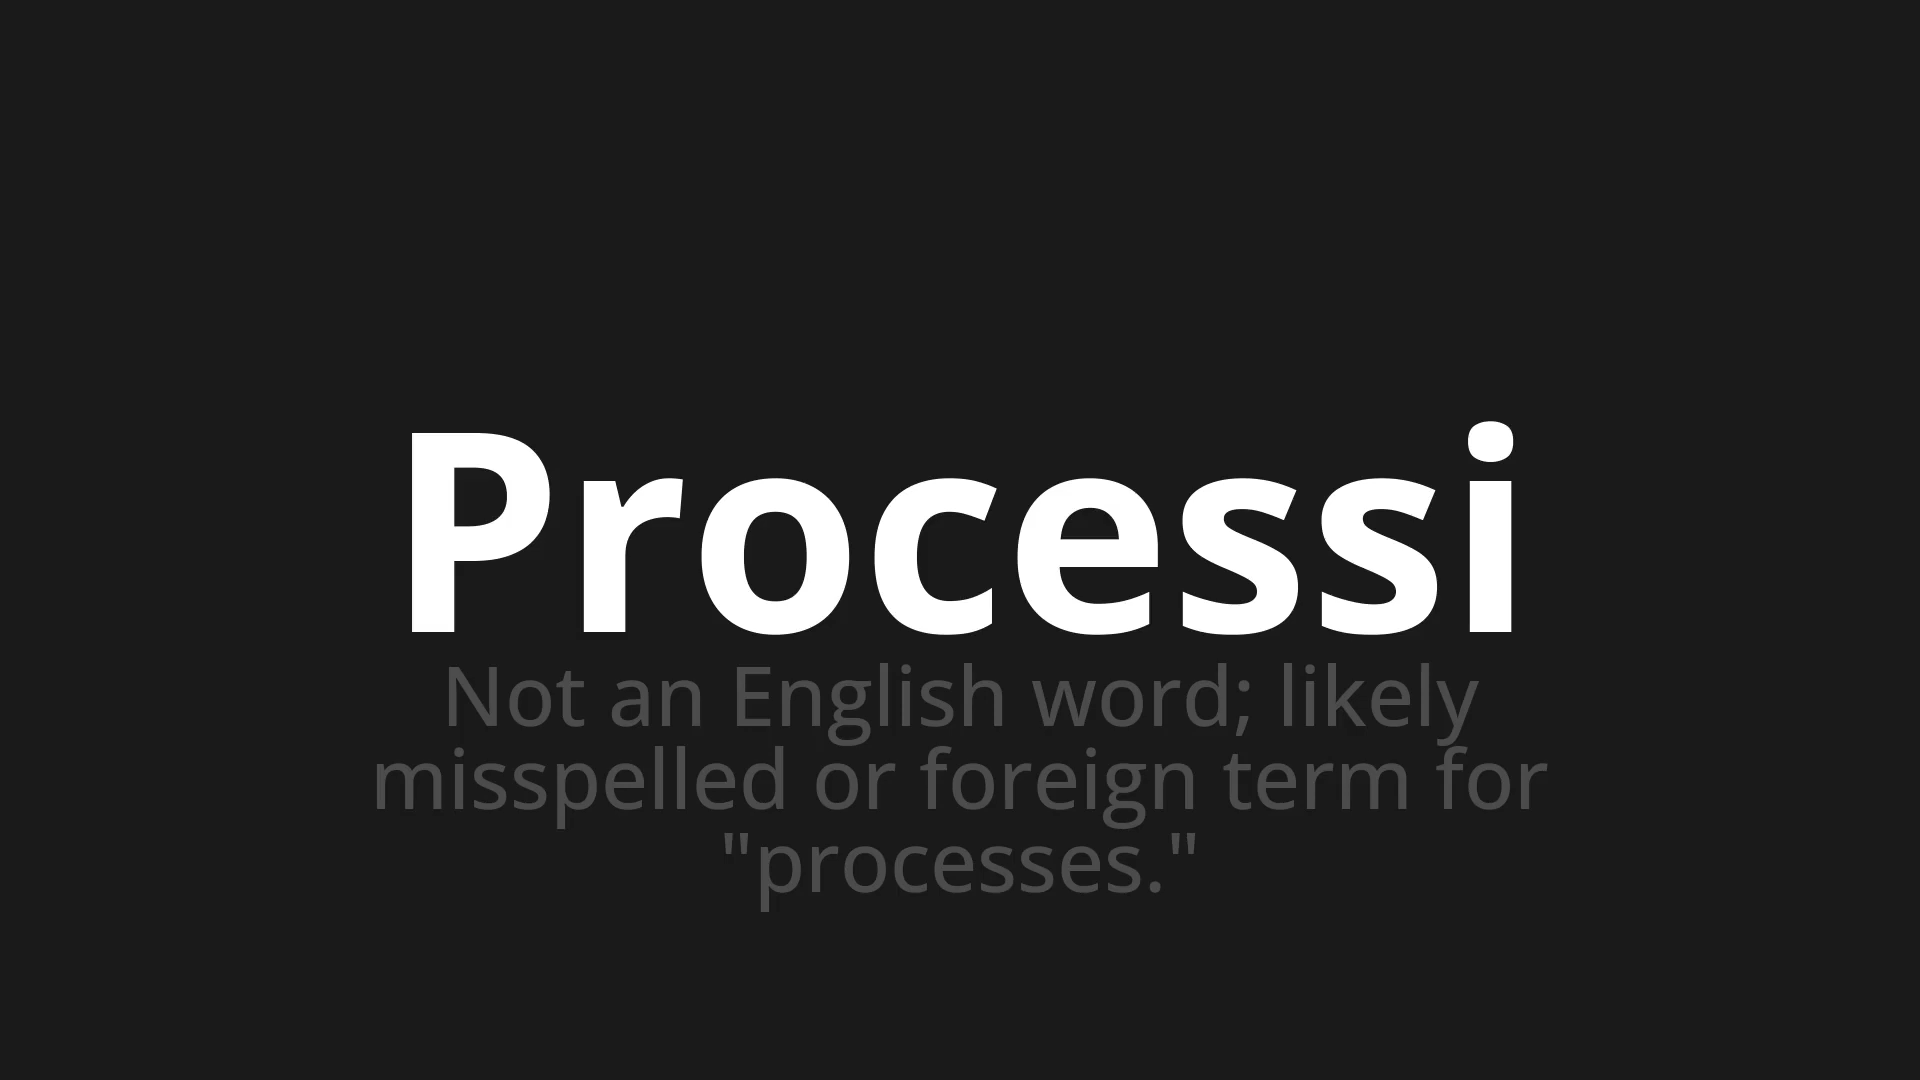 Processi
Not an English word; likely
misspelled or foreign term for
"processes."